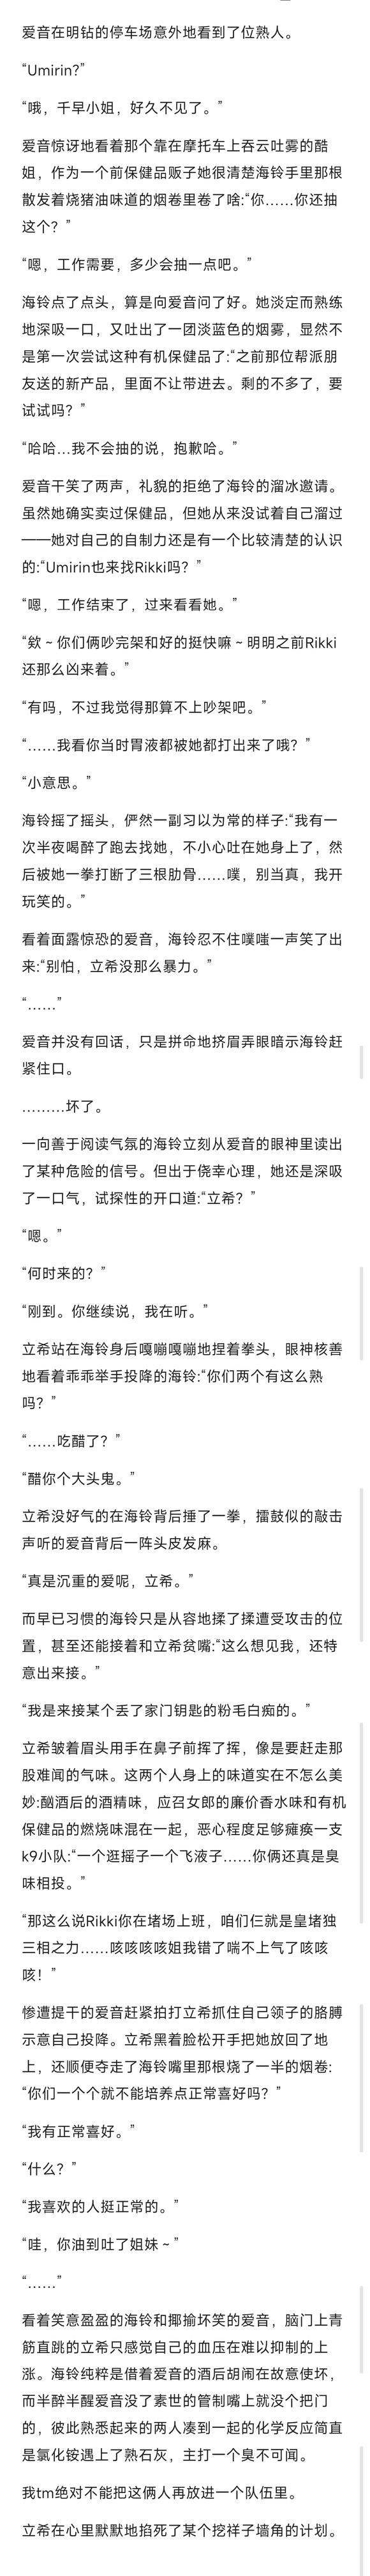 爱音在明钻的停车场意外地看到了位熟人。
“Umirin?”
“哦，千早小姐，好久不见了。”
爱音惊讶地看着那个靠在摩托车上吞云吐雾的酷
姐，作为一个前保健品贩子她很清楚海铃手里那根
散发着烧猪油味道的烟卷里卷了啥:“你……你还抽
这个？”
“嗯，工作需要，多少会抽一点吧。”
海铃点了点头，算是向爱音问了好。她淡定而熟练
地深吸一口，又吐出了一团淡蓝色的烟雾，显然不
是第一次尝试这种有机保健品了:“之前那位帮派朋
友送的新产品，里面不让带进去。剩的不多了，要
试试吗？”
“哈哈…我不会抽的说，抱歉哈。”
爱音干笑了两声，礼貌的拒绝了海铃的溜冰邀请。
虽然她确实卖过保健品，但她从来没试着自己溜过
——她对自己的自制力还是有一个比较清楚的认识
的:“Umirin也来找Rikki吗？”
“嗯，工作结束了，过来看看她。”
“欸～你们俩吵完架和好的挺快嘛～明明之前Rikki
还那么凶来着。”
“有吗，不过我觉得那算不上吵架吧。”
“……我看你当时胃液都被她都打出来了哦？”
“小意思。”
海铃摇了摇头，俨然一副习以为常的样子:“我有一
次半夜喝醉了跑去找她，不小心吐在她身上了，然
后被她一拳打断了三根肋骨……噗，别当真，我开
玩笑的。”
看着面露惊恐的爱音，海铃忍不住噗嗤一声笑了出
来:“别怕，立希没那么暴力。”
“……”
爱音并没有回话，只是拼命地挤眉弄眼暗示海铃赶
紧住口。
………坏了。
一向善于阅读气氛的海铃立刻从爱音的眼神里读出
了某种危险的信号。但出于侥幸心理，她还是深吸
了一口气，试探性的开口道:“立希？”
“嗯。”
“何时来的？”
“刚到。你继续说，我在听。”
立希站在海铃身后嘎嘣嘎嘣地捏着拳头，眼神核善
地看着乖乖举手投降的海铃:“你们两个有这么熟
吗？”
“……吃醋了？”
“醋你个大头鬼。”
立希没好气的在海铃背后捶了一拳，擂鼓似的敲击
声听的爱音背后一阵头皮发麻。
“真是沉重的爱呢，立希。”
而早已习惯的海铃只是从容地揉了揉遭受攻击的位
置，甚至还能接着和立希贫嘴:“这么想见我，还特
意出来接。”
“我是来接某个丢了家门钥匙的粉毛白痴的。”
立希皱着眉头用手在鼻子前挥了挥，像是要赶走那
股难闻的气味。这两个人身上的味道实在不怎么美
妙:酗酒后的酒精味，应召女郎的廉价香水味和有机
保健品的燃烧味混在一起，恶心程度足够瘫痪一支
k9小队:“一个逛摇子一个飞液子……你俩还真是臭
味相投。”
“那这么说Rikki你在堵场上班，咱们仨就是皇堵独
三相之力……咳咳咳咳姐我错了喘不上气了咳咳
咳！”
惨遭提干的爱音赶紧拍打立希抓住自己领子的胳膊
示意自己投降。立希黑着脸松开手把她放回了地
上，还顺便夺走了海铃嘴里那根烧了一半的烟卷:
“你们一个个就不能培养点正常喜好吗？”
“我有正常喜好。”
“什么？”
“我喜欢的人挺正常的。”
“哇，你油到吐了姐妹～”
“……”
看着笑意盈盈的海铃和揶揄坏笑的爱音，脑门上青
筋直跳的立希只感觉自己的血压在难以抑制的上
涨。海铃纯粹是借着爱音的酒后胡闹在故意使坏，
而半醉半醒爱音没了素世的管制嘴上就没个把门
的，彼此熟悉起来的两人凑到一起的化学反应简直
是氯化铵遇上了熟石灰，主打一个臭不可闻。
我tm绝对不能把这俩人再放进一个队伍里。
立希在心里默默地掐死了某个挖祥子墙角的计划。